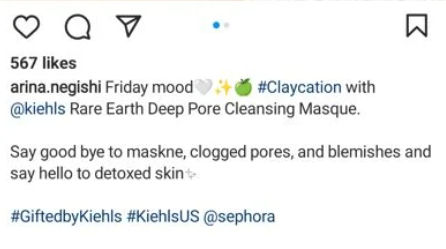 567 likes
arina.negishi Friday mood🤍✨🍏 #Claycation with
@kiehls Rare Earth Deep Pore Cleansing Masque.
Say good bye to maskne, clogged pores, and blemishes and
say hello to detoxed skin✨
#GiftedbyKiehls #KiehlsUS @sephora